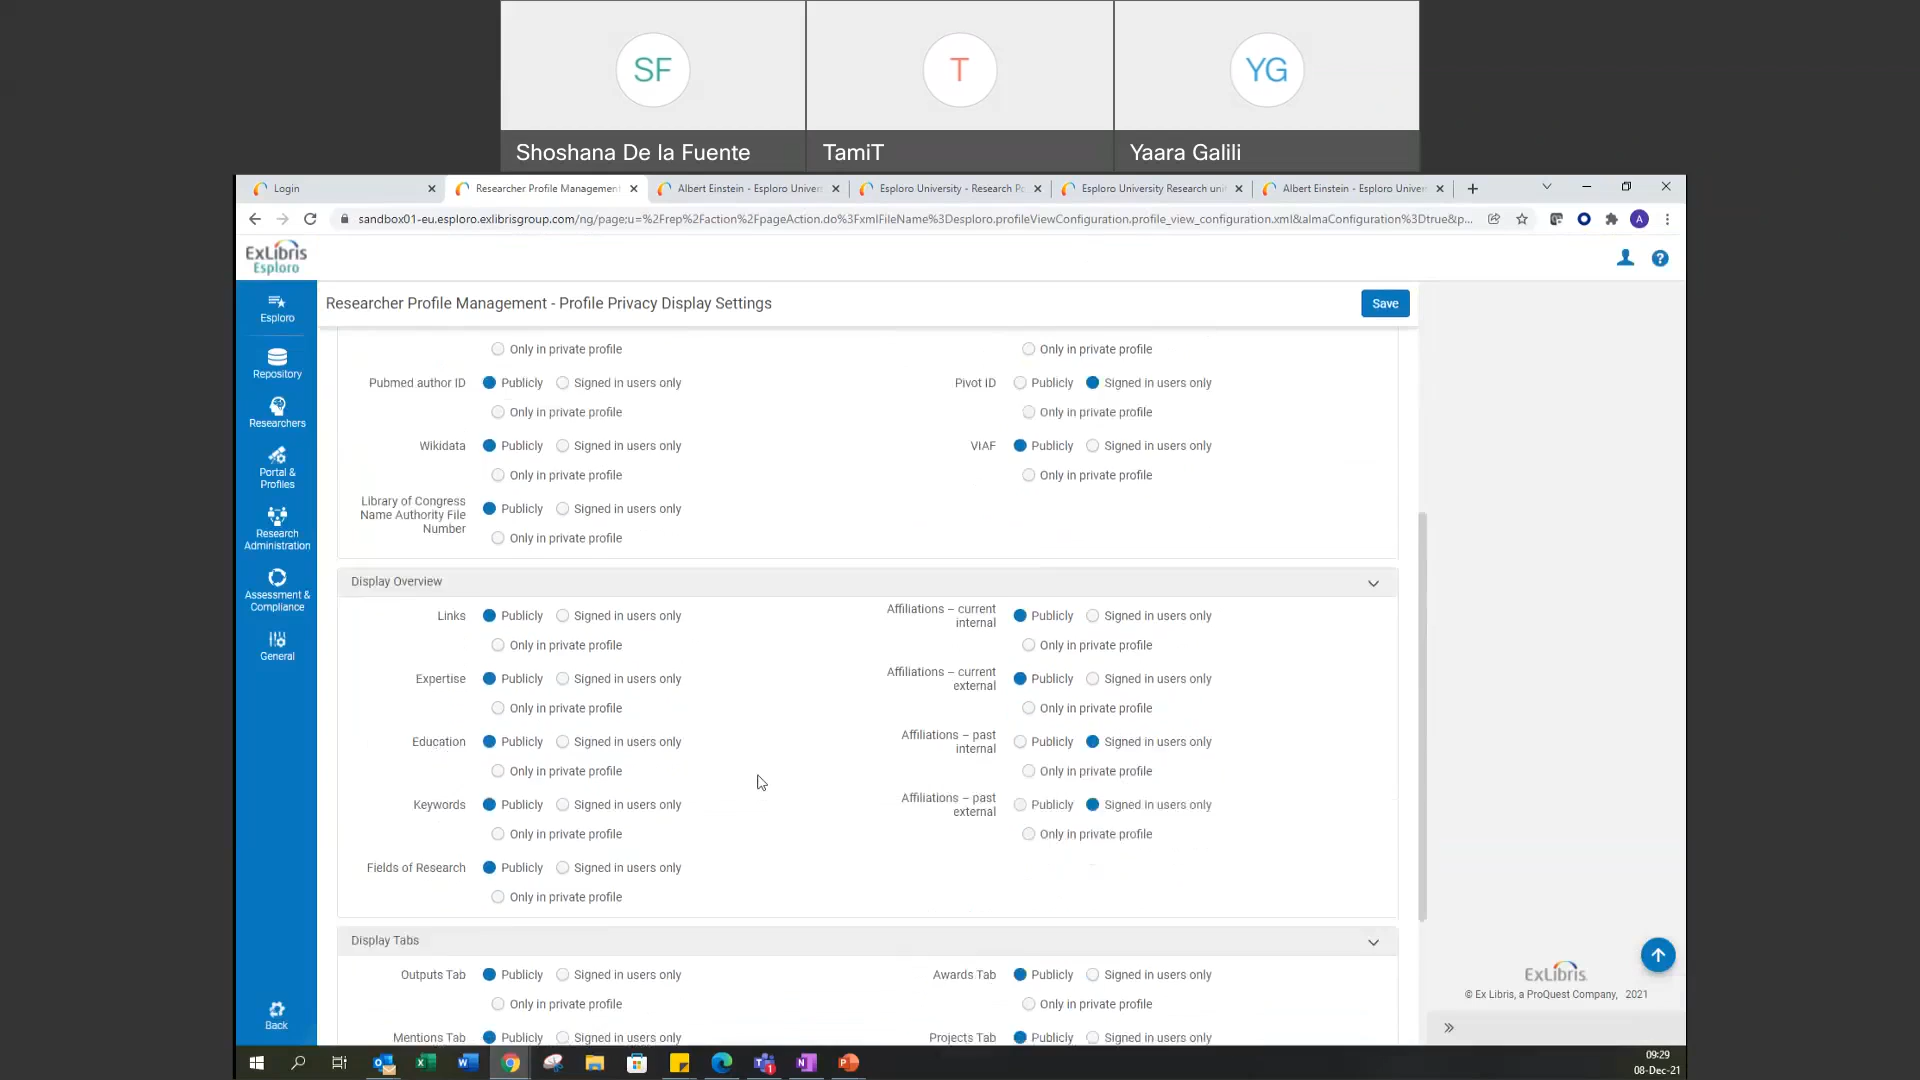 SF
T
YG
Shoshana De la Fuente
TamiT
Yaara Galili
Login
Researcher Profile Management
Albert Einstein - Esploro Univer
Esploro University - Research Po
Esploro University Research uni
Albert Einstein - Esploro Univer
sandbox01-eu.esploro.exlibrisgroup.com/ng/page;u=%2Frep%2Faction%2FpageAction.do%3FxmlFileName%3Desploro.profileViewConfiguration.profile_view_configuration.xml&almaConfiguration%3Dtrue&p...
A
ExLibris
Esploro
Researcher Profile Management - Profile Privacy Display Settings
Save
Esploro
Repository
Researchers
Portal &
Profiles
Research
Administration
Assessment &
Compliance
General
Back
Only in private profile
Only in private profile
Pubmed author ID Publicly Signed in users only
Pivot ID Publicly Signed in users only
Only in private profile
Only in private profile
Wikidata Publicly Signed in users only
VIAF Publicly Signed in users only
Only in private profile
Only in private profile
Library of Congress
Name Authority File
Number
Publicly Signed in users only
Only in private profile
Display Overview
Links Publicly Signed in users only
Affiliations – current
internal
Publicly Signed in users only
Only in private profile
Only in private profile
Expertise Publicly Signed in users only
Affiliations – current
external
Publicly Signed in users only
Only in private profile
Only in private profile
Education Publicly Signed in users only
Affiliations – past
internal
Publicly Signed in users only
Only in private profile
Only in private profile
Keywords Publicly Signed in users only
Affiliations – past
external
Publicly Signed in users only
Only in private profile
Only in private profile
Fields of Research Publicly Signed in users only
Only in private profile
Display Tabs
Outputs Tab Publicly Signed in users only
Awards Tab Publicly Signed in users only
Only in private profile
Only in private profile
Mentions Tab Publicly Signed in users only
Projects Tab Publicly Signed in users only
ExLibris
© Ex Libris, a ProQuest Company, 2021
09:29
08-Dec-21